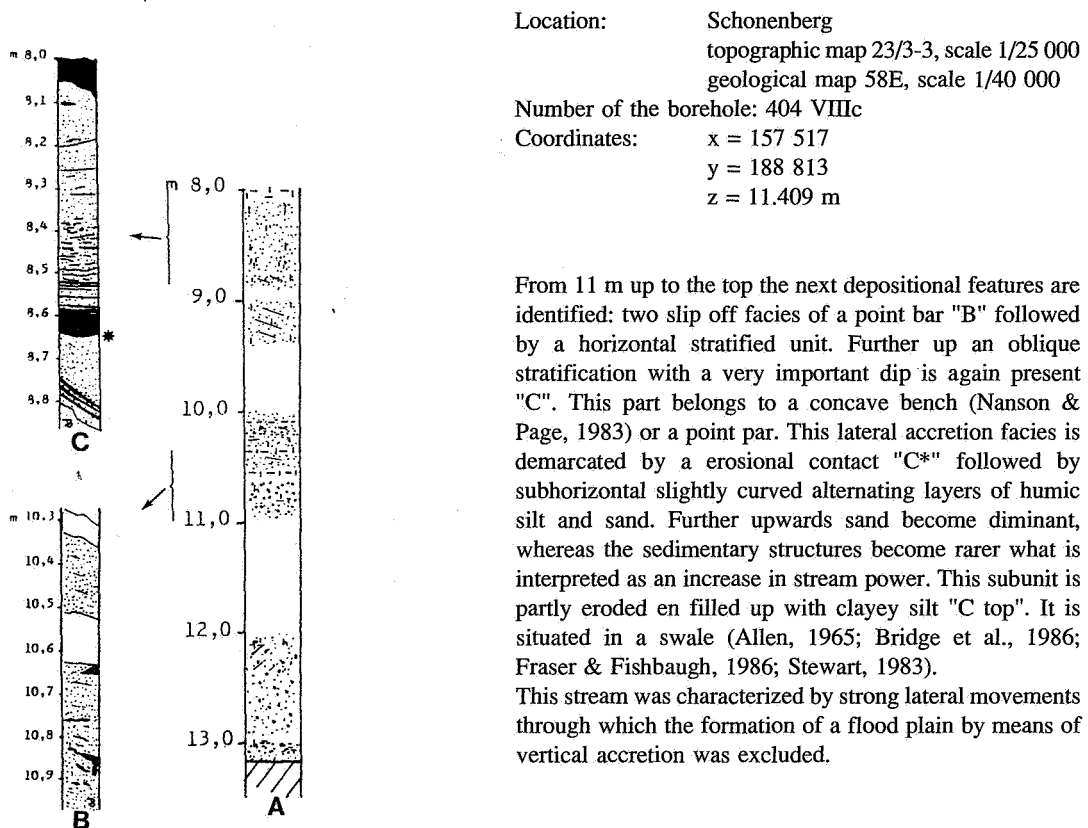 m 8,0
8,1
8,2
8,3
8,4
8,5
8,6
*
8,7
8,8
C
m 10.3
10,4
10,5
10,6
10,7
10,8
10,9
B
m 8,0
9,0
10,0
11,0
12,0
13,0
A
Location: Schonenberg
topographic map 23/3-3, scale 1/25 000
geological map 58E, scale 1/40 000
Number of the borehole: 404 VIIIc
Coordinates: x = 157 517
y = 188 813
z = 11.409 m
From 11 m up to the top the next depositional features are
identified: two slip off facies of a point bar "B" followed
by a horizontal stratified unit. Further up an oblique
stratification with a very important dip is again present
"C". This part belongs to a concave bench (Nanson &
Page, 1983) or a point par. This lateral accretion facies is
demarcated by a erosional contact "C*" followed by
subhorizontal slightly curved alternating layers of humic
silt and sand. Further upwards sand become diminant,
whereas the sedimentary structures become rarer what is
interpreted as an increase in stream power. This subunit is
partly eroded en filled up with clayey silt "C top". It is
situated in a swale (Allen, 1965; Bridge et al., 1986;
Fraser & Fishbaugh, 1986; Stewart, 1983).
This stream was characterized by strong lateral movements
through which the formation of a flood plain by means of
vertical accretion was excluded.